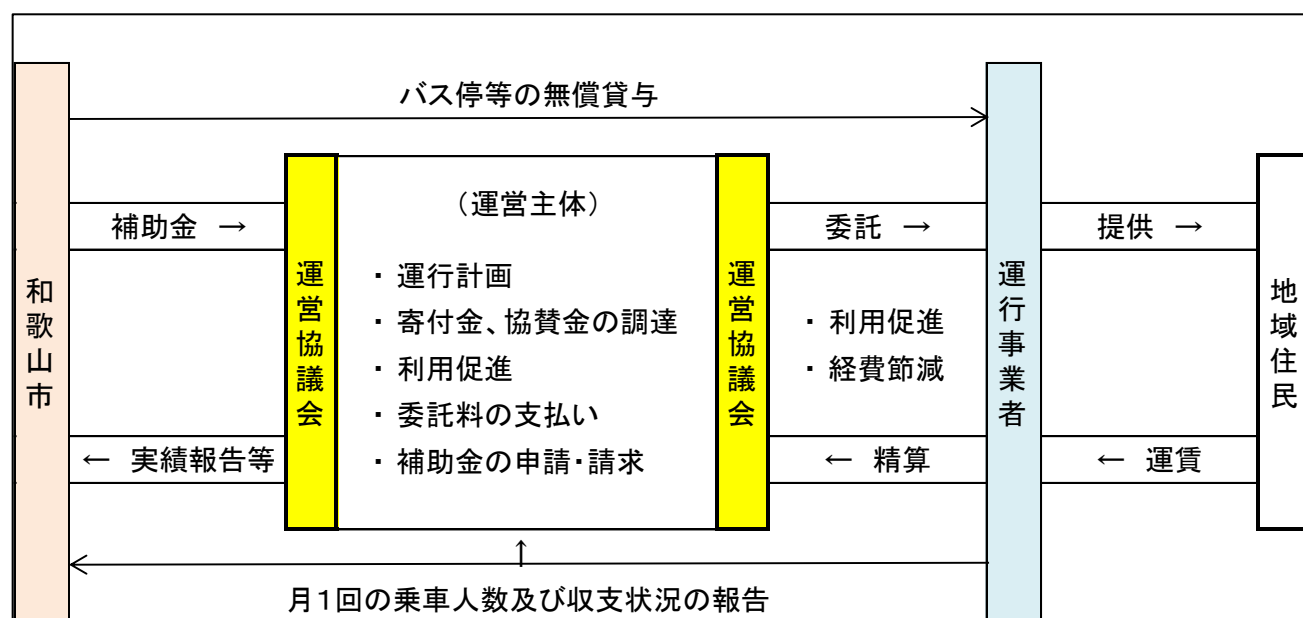 バス停等の無償貸与
和歌山市
補助金 →
← 実績報告等
運営協議会
（運営主体）
・ 運行計画
・ 寄付金、協賛金の調達
・ 利用促進
・ 委託料の支払い
・ 補助金の申請・請求
運営協議会
委託 →
・ 利用促進
・ 経費節減
← 精算
運行事業者
提供 →
← 運賃
地域住民
↑
月１回の乗車人数及び収支状況の報告